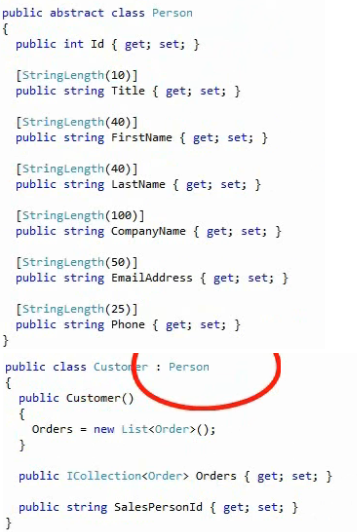 public abstract class Person
{
public int Id { get; set; }
[StringLength(10)]
public string Title { get; set; }
[StringLength(40)]
public string FirstName { get; set; }
[StringLength(40)]
public string LastName { get; set; }
[StringLength(100)]
public string CompanyName { get; set; }
[StringLength(50)]
public string EmailAddress { get; set; }
[StringLength(25)]
public string Phone { get; set; }
}
public class Customer : Person
{
public Customer()
{
Orders = new List<Order>();
}
public ICollection<Order> Orders { get; set; }
public string SalesPersonId { get; set; }
}